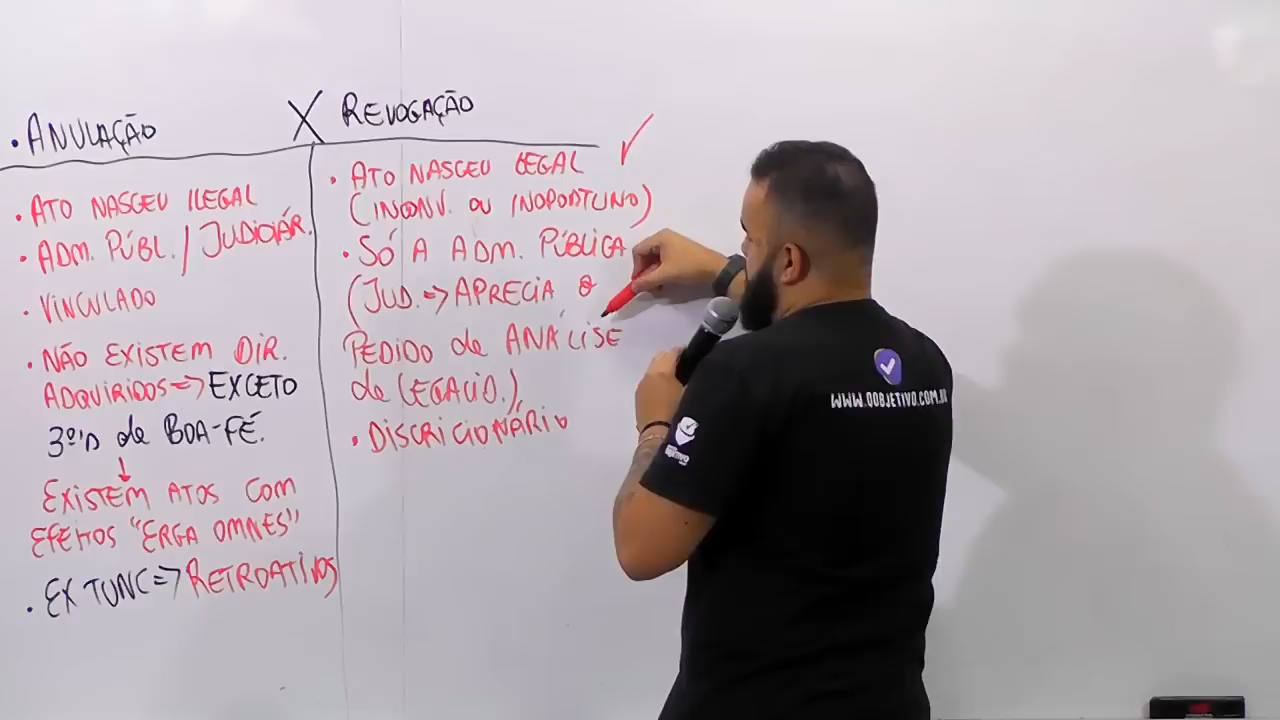 • ANULAÇÃO X REVOGAÇÃO
• ATO NASCEU ILEGAL
• ADM. PÚBL. / JUDICIÁR.
• VINCULADO
• NÃO EXISTEM DIR.
ADQUIRIDOS => EXCETO
3º's de BOA-FÉ.
↓
EXISTEM ATOS COM
EFEITOS "ERGA OMNES"
• EX TUNC => RETROATIVOS
• ATO NASCEU LEGAL ✓
(INCONV. OU INOPORTUNO)
• SÓ A ADM. PÚBLICA
(JUD. => APRECIA O
PEDIDO de ANÁLISE
de LEGALID.)
• DISCRICIONÁRIO
WWW.QOBJETIVO.COM.BR